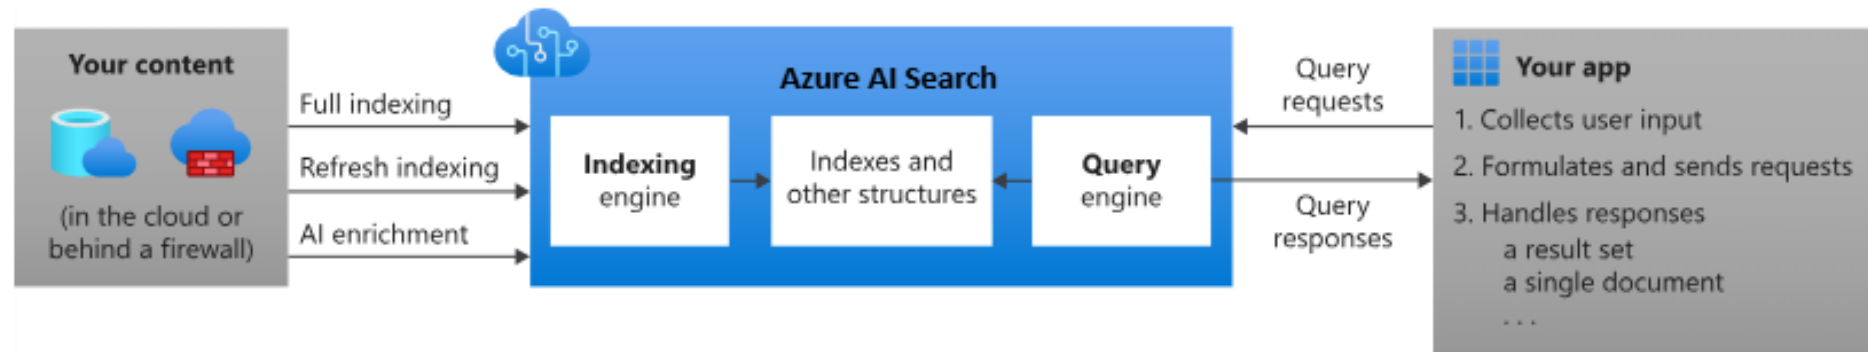 Your content
(in the cloud or
behind a firewall)
Full indexing
Refresh indexing
AI enrichment
Azure AI Search
Indexing
engine
Indexes and
other structures
Query
engine
Query
requests
Query
responses
Your app
1. Collects user input
2. Formulates and sends requests
3. Handles responses
a result set
a single document
. . .